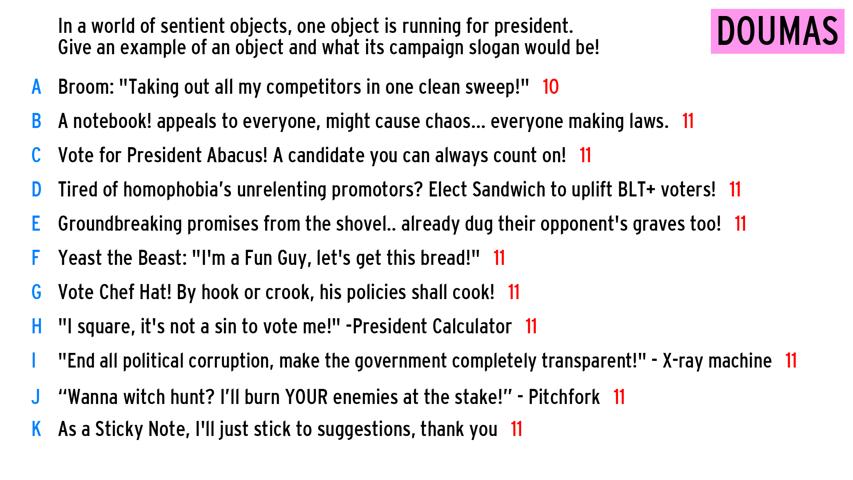 In a world of sentient objects, one object is running for president.
Give an example of an object and what its campaign slogan would be!
DOUMAS
A Broom: "Taking out all my competitors in one clean sweep!" 10
B A notebook! appeals to everyone, might cause chaos... everyone making laws. 11
C Vote for President Abacus! A candidate you can always count on! 11
D Tired of homophobia's unrelenting promotors? Elect Sandwich to uplift BLT+ voters! 11
E Groundbreaking promises from the shovel.. already dug their opponent's graves too! 11
F Yeast the Beast: "I'm a Fun Guy, let's get this bread!" 11
G Vote Chef Hat! By hook or crook, his policies shall cook! 11
H "I square, it's not a sin to vote me!" -President Calculator 11
I "End all political corruption, make the government completely transparent!" - X-ray machine 11
J “Wanna witch hunt? I’ll burn YOUR enemies at the stake!” - Pitchfork 11
K As a Sticky Note, I'll just stick to suggestions, thank you 11